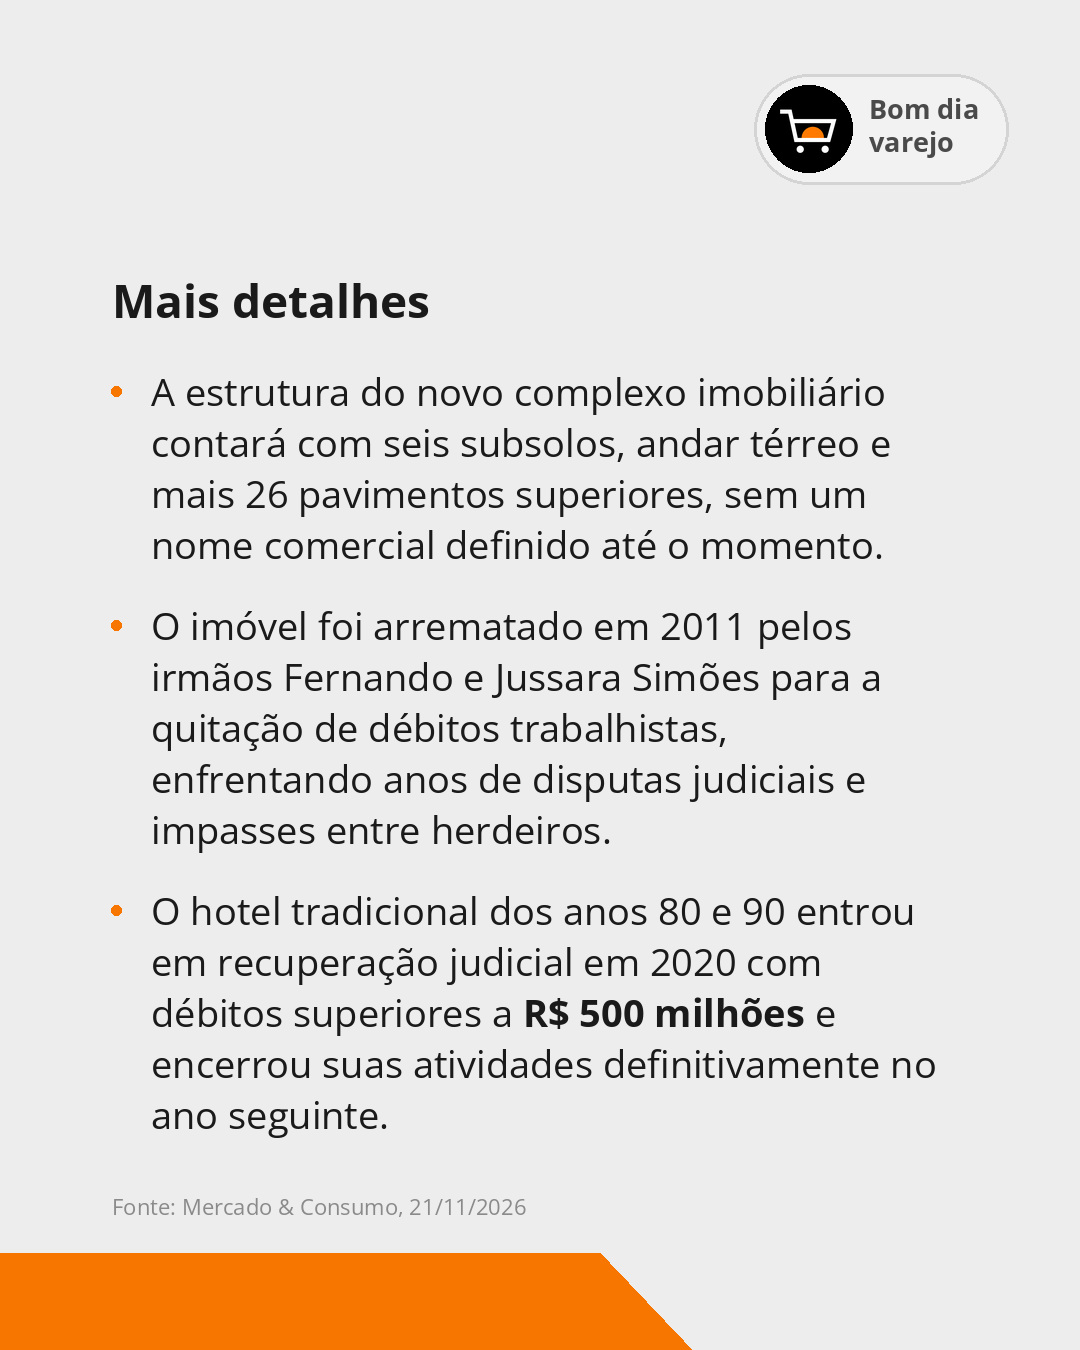 Bom dia
varejo
Mais detalhes
• A estrutura do novo complexo imobiliário
contará com seis subsolos, andar térreo e
mais 26 pavimentos superiores, sem um
nome comercial definido até o momento.
• O imóvel foi arrematado em 2011 pelos
irmãos Fernando e Jussara Simões para a
quitação de débitos trabalhistas,
enfrentando anos de disputas judiciais e
impasses entre herdeiros.
• O hotel tradicional dos anos 80 e 90 entrou
em recuperação judicial em 2020 com
débitos superiores a R$ 500 milhões e
encerrou suas atividades definitivamente no
ano seguinte.
Fonte: Mercado & Consumo, 21/11/2026